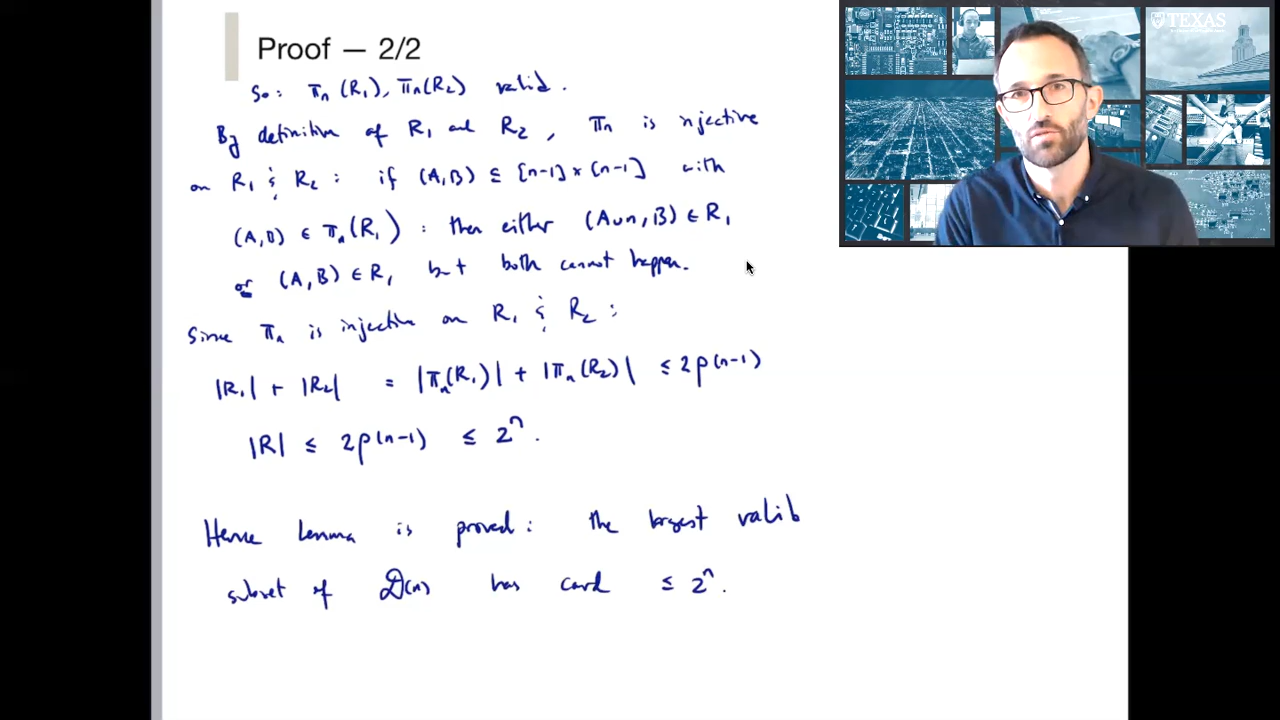 Proof — 2/2
So: πn(R1), πn(R2) valid.
By definition of R1 and R2, πn is injective
on R1 & R2: if (A,B) ⊆ [n-1] × [n-1] with
(A,B) ∈ πn(R1): then either (A∪n, B) ∈ R1
or (A,B) ∈ R1 but both cannot happen.
Since πn is injective on R1 & R2:
|R1| + |R2| = |πn(R1)| + |πn(R2)| ≤ 2ρ(n-1)
|R| ≤ 2ρ(n-1) ≤ 2^n.
Hence Lemma is proved: the largest valid
subset of 𝒟(n) has card ≤ 2^n.
TEXAS